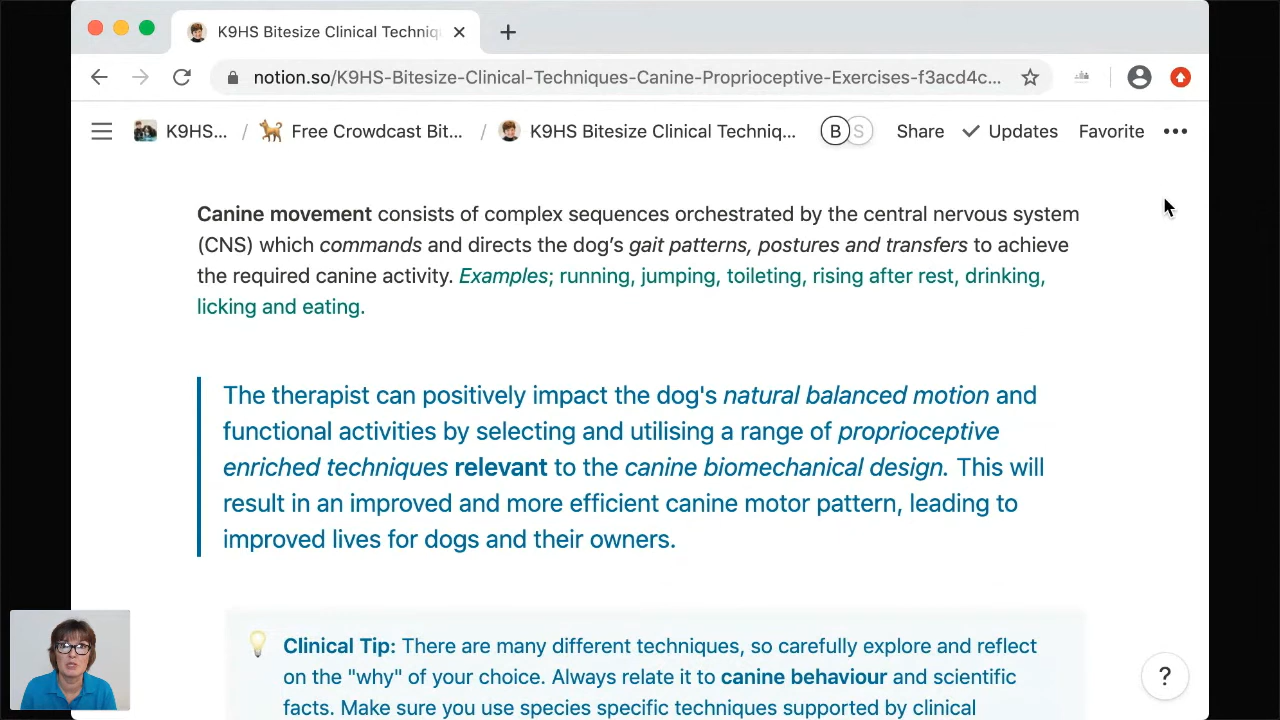 K9HS Bitesize Clinical Techniq
notion.so/K9HS-Bitesize-Clinical-Techniques-Canine-Proprioceptive-Exercises-f3acd4c...
K9HS... / Free Crowdcast Bit... / K9HS Bitesize Clinical Techniq... B S Share Updates Favorite
Canine movement consists of complex sequences orchestrated by the central nervous system
(CNS) which commands and directs the dog’s gait patterns, postures and transfers to achieve
the required canine activity. Examples; running, jumping, toileting, rising after rest, drinking,
licking and eating.
The therapist can positively impact the dog's natural balanced motion and
functional activities by selecting and utilising a range of proprioceptive
enriched techniques relevant to the canine biomechanical design. This will
result in an improved and more efficient canine motor pattern, leading to
improved lives for dogs and their owners.
Clinical Tip: There are many different techniques, so carefully explore and reflect
on the "why" of your choice. Always relate it to canine behaviour and scientific
facts. Make sure you use species specific techniques supported by clinical
?